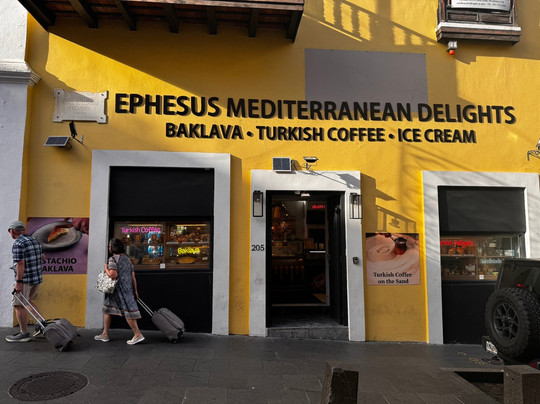 EPHESUS MEDITERRANEAN DELIGHTS
BAKLAVA • TURKISH COFFEE • ICE CREAM
Turkish Coffee
Baklava
205
STACHIO
BAKLAVA
Turkish Coffee
on the Sand